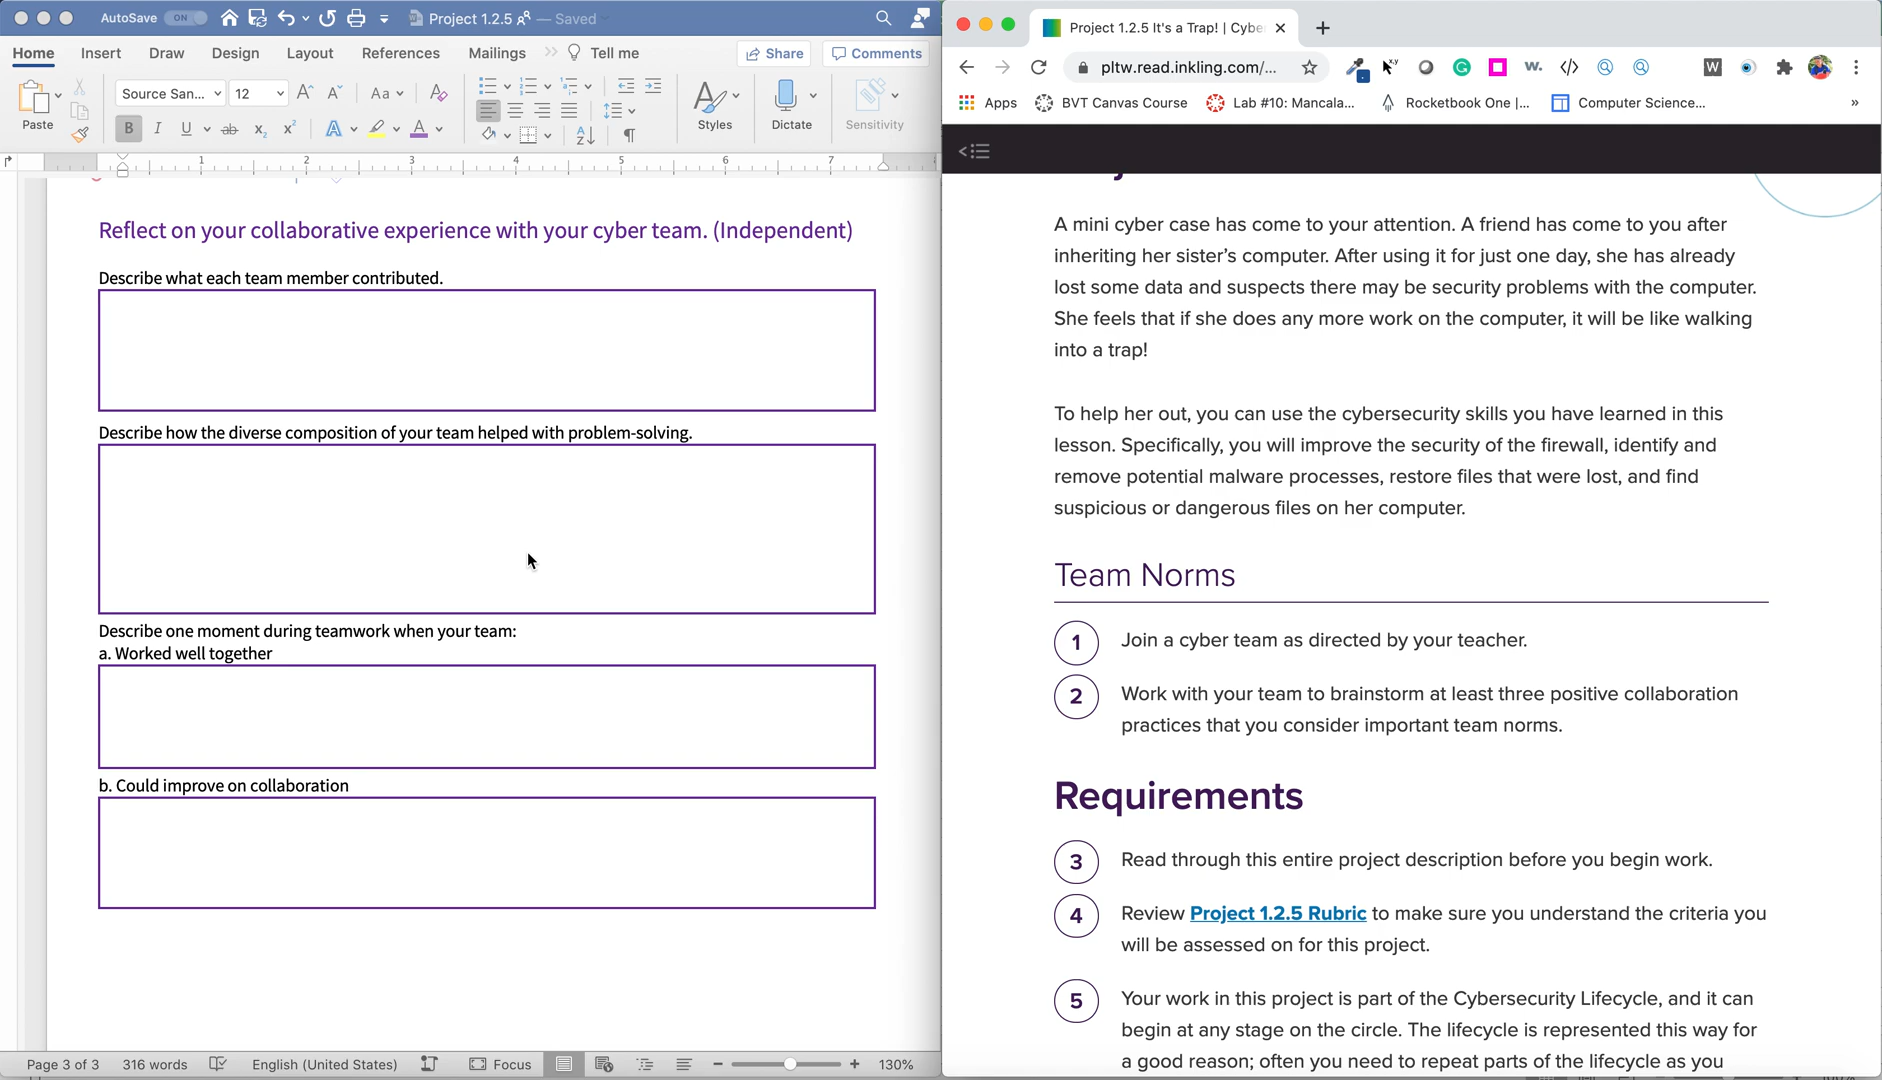 AutoSave ON Project 1.2.5 — Saved
Home Insert Draw Design Layout References Mailings Tell me Share Comments
Source San... 12
Aa
Paste
B I U ab x₂ x² A A
Styles
Dictate
Sensitivity
1 2 3 4 5 6 7
Reflect on your collaborative experience with your cyber team. (Independent)
Describe what each team member contributed.
Describe how the diverse composition of your team helped with problem-solving.
Describe one moment during teamwork when your team:
a. Worked well together
b. Could improve on collaboration
Page 3 of 3 316 words English (United States) Focus 130%
Project 1.2.5 It's a Trap! | Cybe
pltw.read.inkling.com/...
Apps BVT Canvas Course Lab #10: Mancala... Rocketbook One |... Computer Science... »
A mini cyber case has come to your attention. A friend has come to you after
inheriting her sister’s computer. After using it for just one day, she has already
lost some data and suspects there may be security problems with the computer.
She feels that if she does any more work on the computer, it will be like walking
into a trap!
To help her out, you can use the cybersecurity skills you have learned in this
lesson. Specifically, you will improve the security of the firewall, identify and
remove potential malware processes, restore files that were lost, and find
suspicious or dangerous files on her computer.
Team Norms
1 Join a cyber team as directed by your teacher.
2 Work with your team to brainstorm at least three positive collaboration
practices that you consider important team norms.
Requirements
3 Read through this entire project description before you begin work.
4 Review Project 1.2.5 Rubric to make sure you understand the criteria you
will be assessed on for this project.
5 Your work in this project is part of the Cybersecurity Lifecycle, and it can
begin at any stage on the circle. The lifecycle is represented this way for
a good reason; often you need to repeat parts of the lifecycle as you